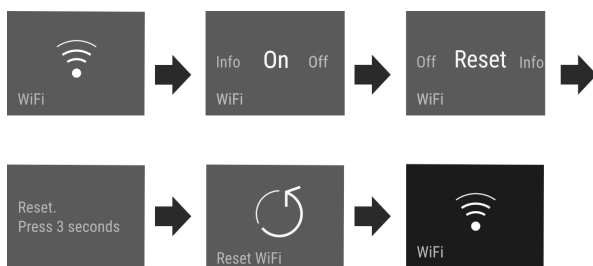 WiFi
Info On Off
WiFi
Off Reset Info
WiFi
Reset.
Press 3 seconds
Reset WiFi
WiFi